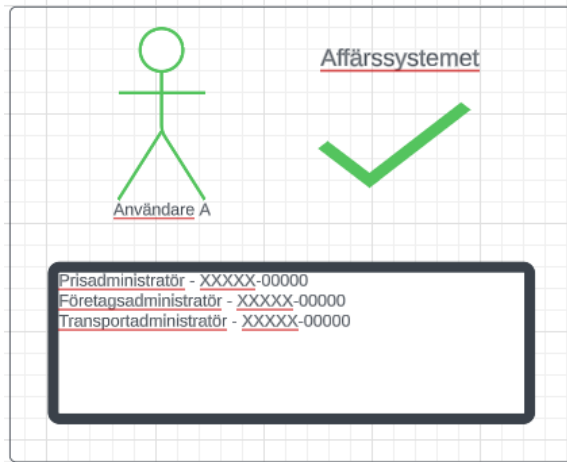 Affärssystemet
Användare A
Prisadministratör - XXXXX-00000
Företagsadministratör - XXXXX-00000
Transportadministratör - XXXXX-00000